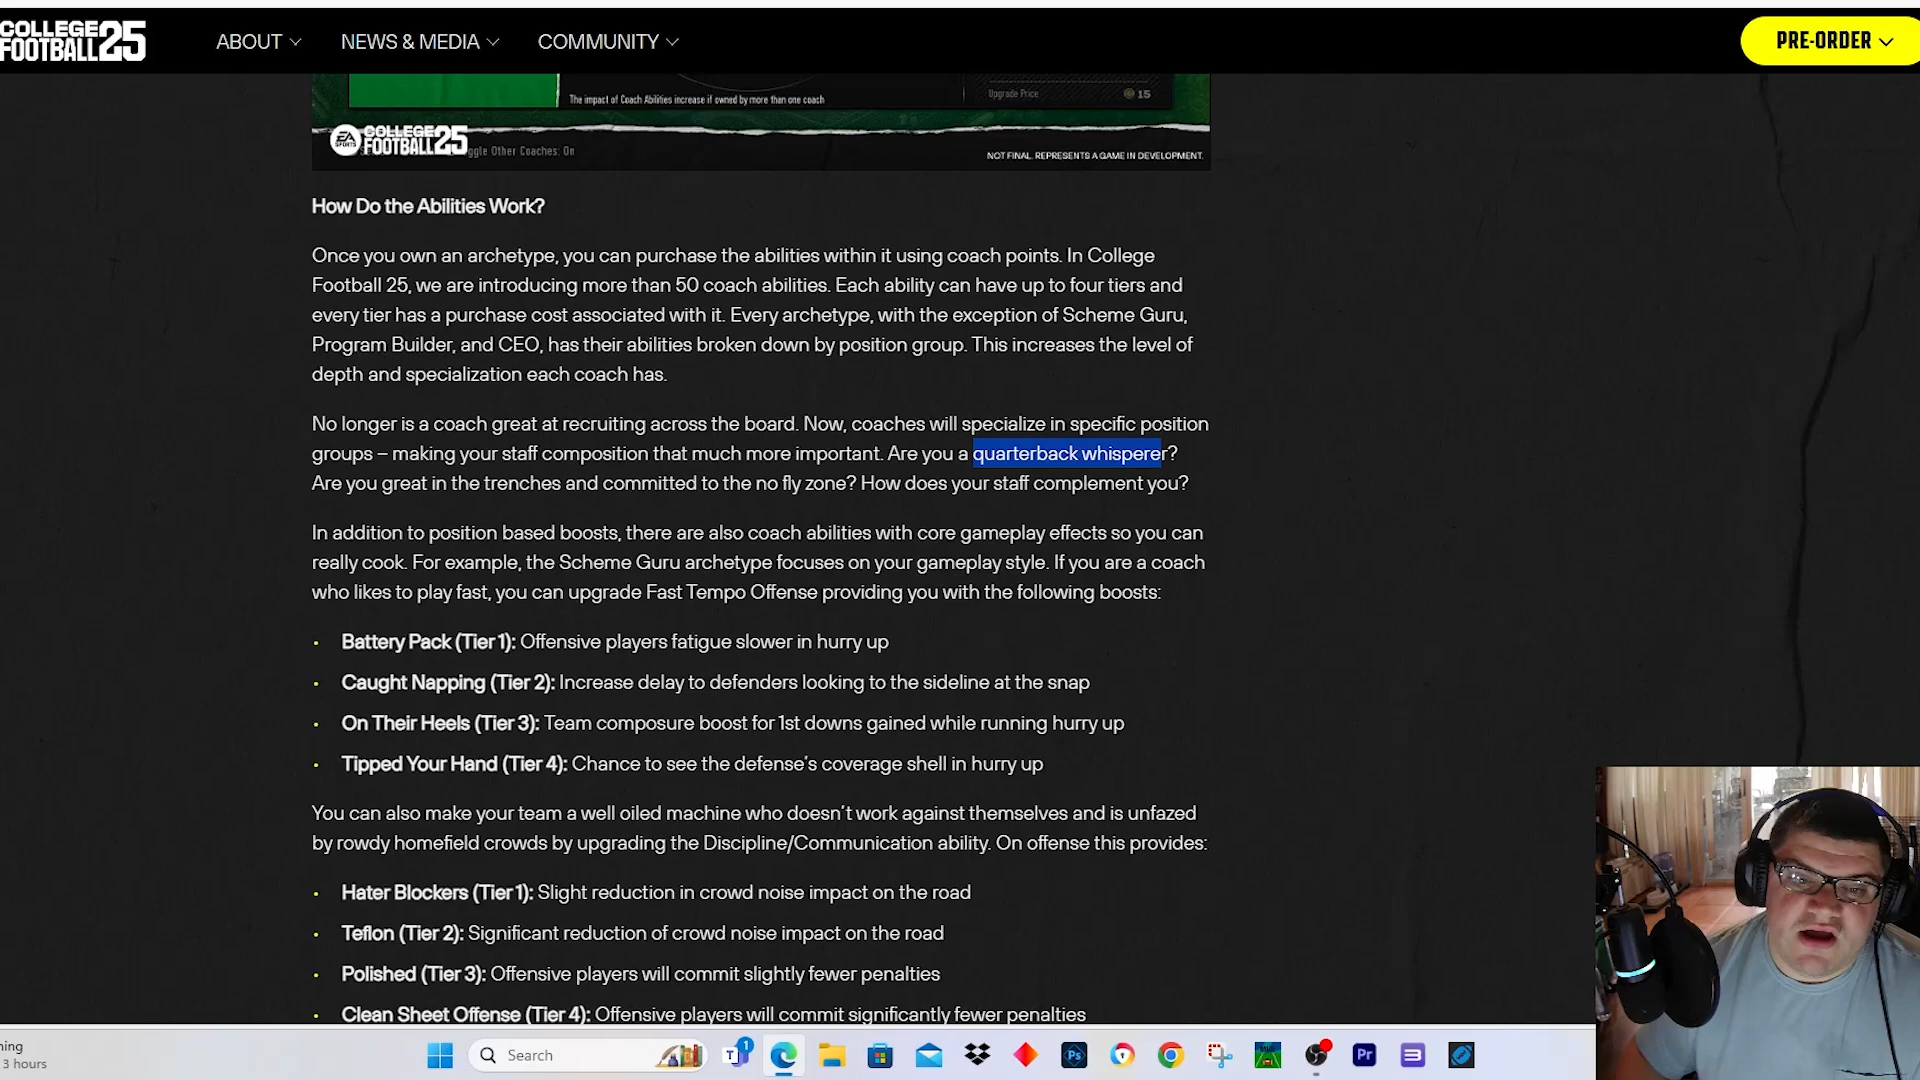 COLLEGE
FOOTBALL 25
ABOUT
NEWS & MEDIA
COMMUNITY
PRE-ORDER
The impact of Coach Abilities increase if owned by more than one coach
Upgrade Price
15
EA SPORTS
COLLEGE
FOOTBALL 25
ggle Other Coaches: On
NOT FINAL. REPRESENTS A GAME IN DEVELOPMENT.
How Do the Abilities Work?
Once you own an archetype, you can purchase the abilities within it using coach points. In College
Football 25, we are introducing more than 50 coach abilities. Each ability can have up to four tiers and
every tier has a purchase cost associated with it. Every archetype, with the exception of Scheme Guru,
Program Builder, and CEO, has their abilities broken down by position group. This increases the level of
depth and specialization each coach has.
No longer is a coach great at recruiting across the board. Now, coaches will specialize in specific position
groups – making your staff composition that much more important. Are you a quarterback whisperer?
Are you great in the trenches and committed to the no fly zone? How does your staff complement you?
In addition to position based boosts, there are also coach abilities with core gameplay effects so you can
really cook. For example, the Scheme Guru archetype focuses on your gameplay style. If you are a coach
who likes to play fast, you can upgrade Fast Tempo Offense providing you with the following boosts:
• Battery Pack (Tier 1): Offensive players fatigue slower in hurry up
• Caught Napping (Tier 2): Increase delay to defenders looking to the sideline at the snap
• On Their Heels (Tier 3): Team composure boost for 1st downs gained while running hurry up
• Tipped Your Hand (Tier 4): Chance to see the defense's coverage shell in hurry up
You can also make your team a well oiled machine who doesn't work against themselves and is unfazed
by rowdy homefield crowds by upgrading the Discipline/Communication ability. On offense this provides:
• Hater Blockers (Tier 1): Slight reduction in crowd noise impact on the road
• Teflon (Tier 2): Significant reduction of crowd noise impact on the road
• Polished (Tier 3): Offensive players will commit slightly fewer penalties
• Clean Sheet Offense (Tier 4): Offensive players will commit significantly fewer penalties
ning
3 hours
Search
T
1
Ps
Pr